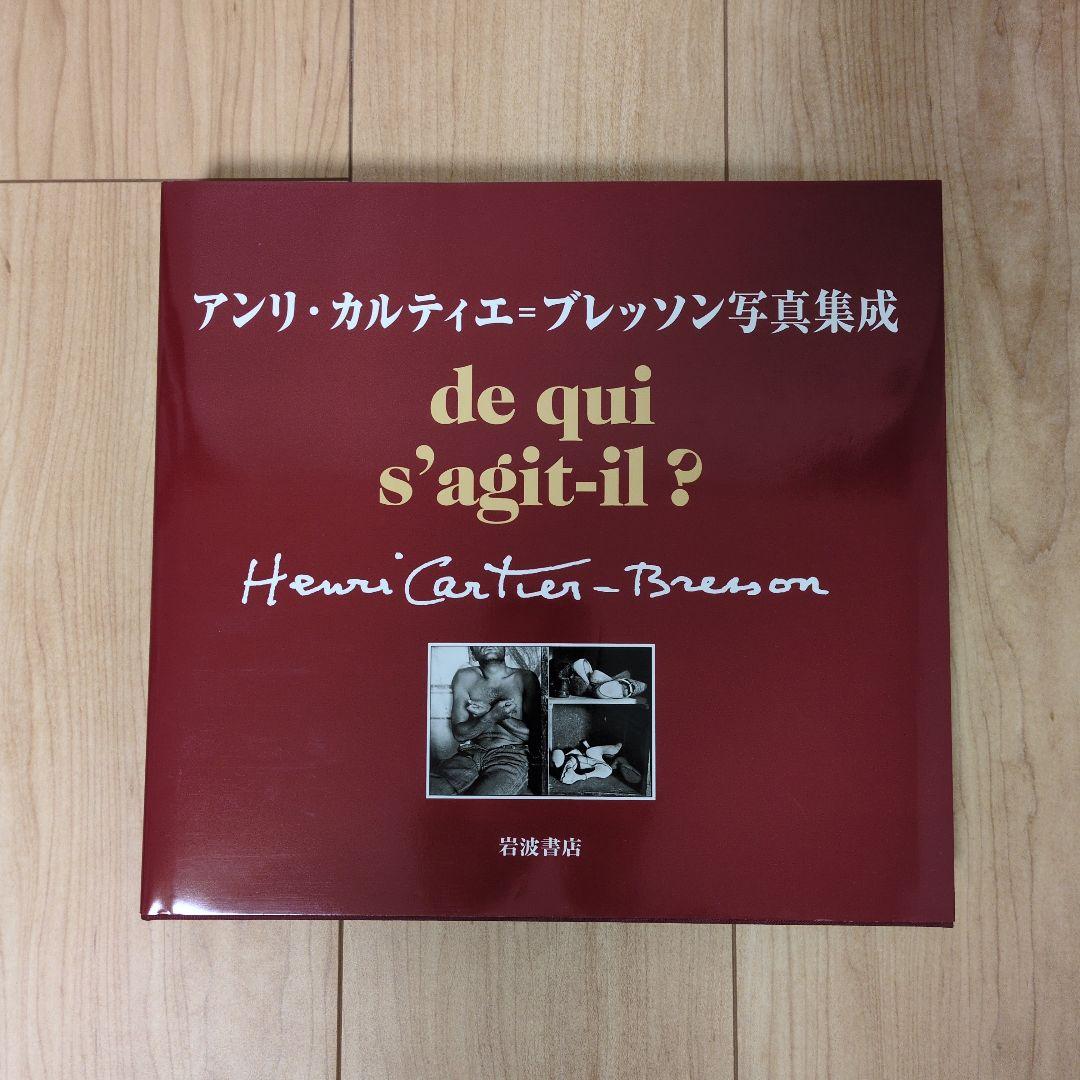 アンリ・カルティエ=ブレッソン写真集成
de qui
s'agit-il ?
Henri Cartier-Bresson
岩波書店